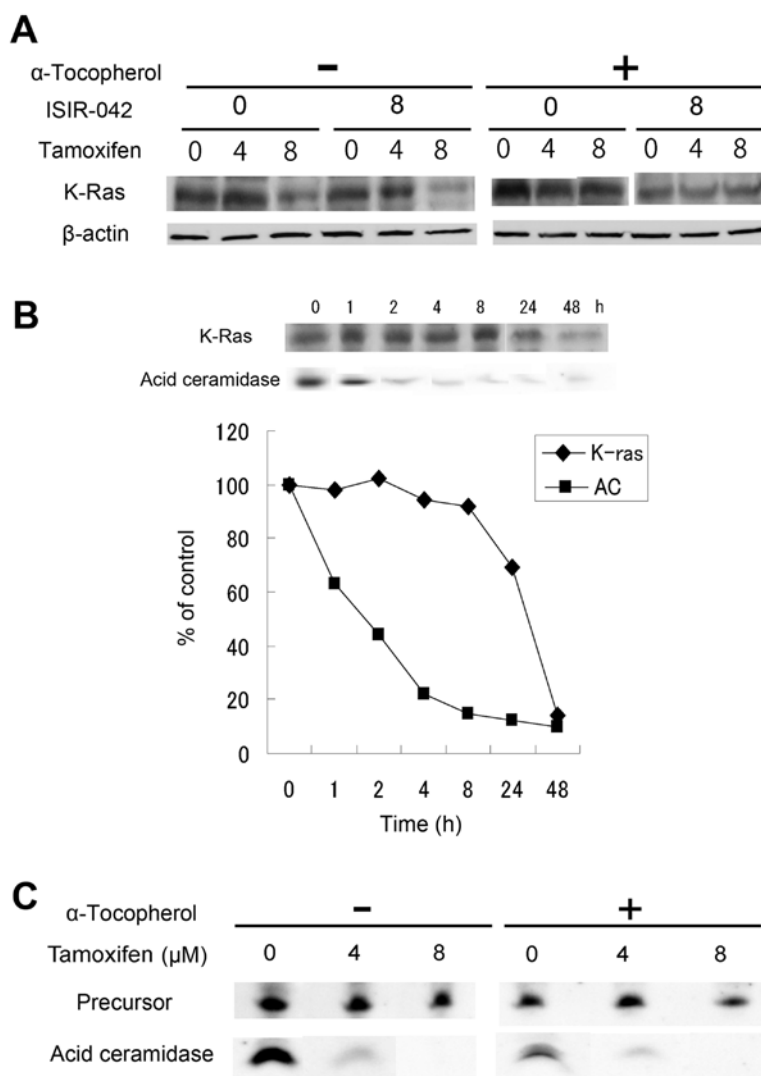 A
α-Tocopherol − +
ISIR-042 0 8 0 8
Tamoxifen 0 4 8 0 4 8 0 4 8 0 4 8
K-Ras
β-actin
B
0 1 2 4 8 24 48 h
K-Ras
Acid ceramidase
120
100
80
60
40
20
0
% of control
K-ras
AC
0 1 2 4 8 24 48
Time (h)
C
α-Tocopherol − +
Tamoxifen (μM) 0 4 8 0 4 8
Precursor
Acid ceramidase